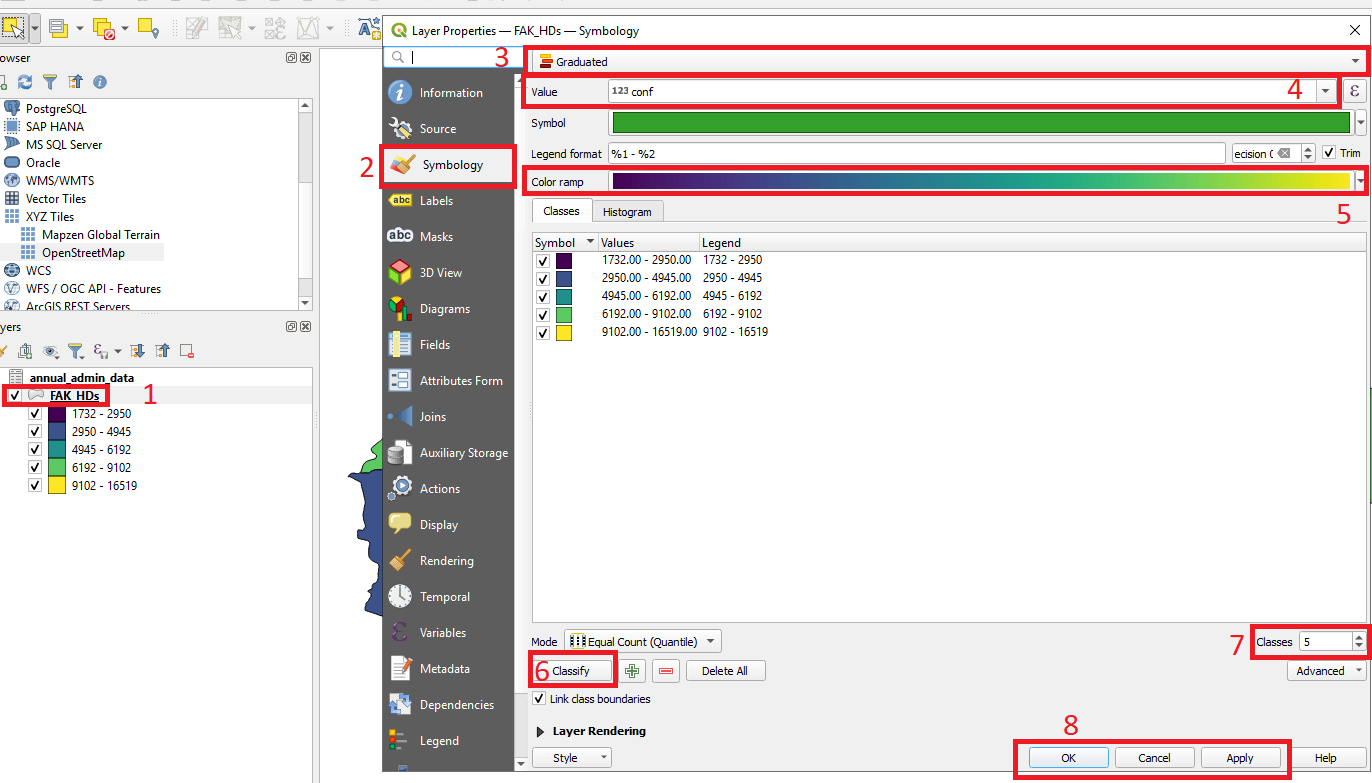 Layer Properties — FAK_HDs — Symbology
owser
PostgreSQL
SAP HANA
MS SQL Server
Oracle
WMS/WMTS
Vector Tiles
XYZ Tiles
Mapzen Global Terrain
OpenStreetMap
WCS
WFS / OGC API - Features
ArcGIS REST Servers
yers
annual_admin_data
FAK_HDs
1
1732 - 2950
2950 - 4945
4945 - 6192
6192 - 9102
9102 - 16519
2
Information
Source
Symbology
abc Labels
abc Masks
3D View
Diagrams
Fields
Attributes Form
Joins
Auxiliary Storage
Actions
Display
Rendering
Temporal
Variables
Metadata
Dependencies
Legend
3
Graduated
Value 123 conf 4 ε
Symbol
Legend format %1 - %2 ecision 0 Trim
Color ramp
5
Classes Histogram
Symbol Values Legend
1732.00 - 2950.00 1732 - 2950
2950.00 - 4945.00 2950 - 4945
4945.00 - 6192.00 4945 - 6192
6192.00 - 9102.00 6192 - 9102
9102.00 - 16519.00 9102 - 16519
Mode Equal Count (Quantile) 7 Classes 5
6 Classify Delete All Advanced
Link class boundaries
Layer Rendering
8
Style OK Cancel Apply Help